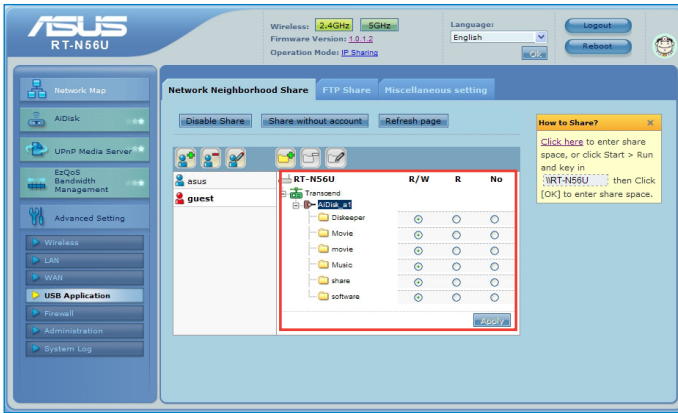 ASUS
RT-N56U
Wireless: 2.4GHz 5GHz
Firmware Version: 1.0.1.2
Operation Mode: IP Sharing
Language:
English
OK
Logout
Reboot
Network Map
AiDisk
UPnP Media Server
EzQoS
Bandwidth
Management
Advanced Setting
Wireless
LAN
WAN
USB Application
Firewall
Administration
System Log
Network Neighborhood Share FTP Share Miscellaneous setting
Disable Share Share without account Refresh page
asus
guest
RT-N56U R/W R No
Transcend
AiDisk_a1
Diskeeper
Movie
movie
Music
share
software
Apply
How to Share?
Click here to enter share
space, or click Start > Run
and key in
\\RT-N56U then Click
[OK] to enter share space.